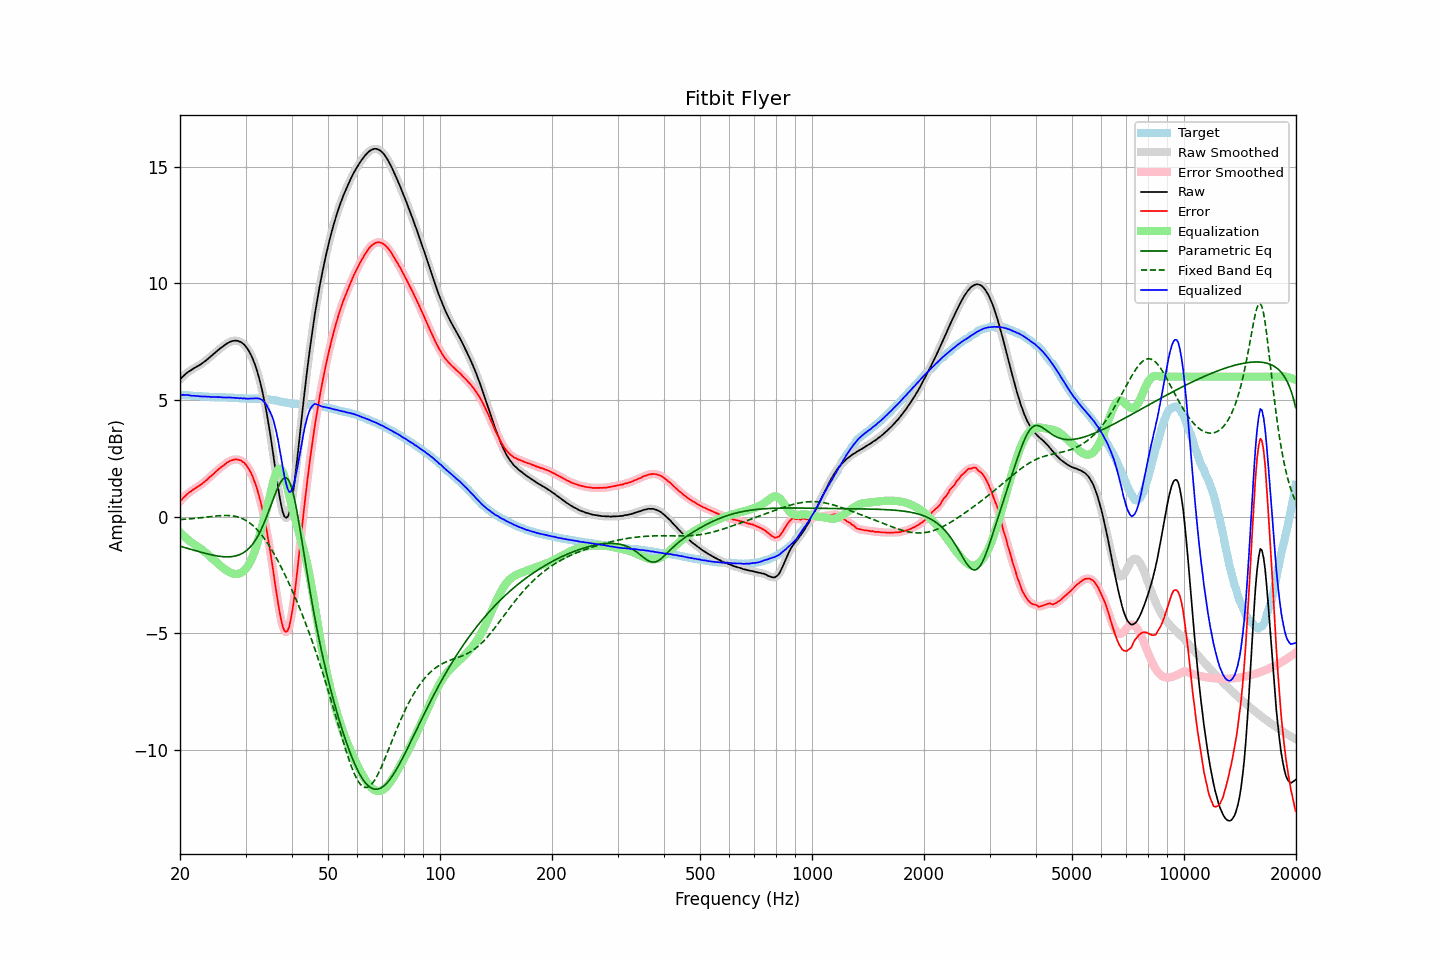 Fitbit Flyer
Target
Raw Smoothed
Error Smoothed
Raw
Error
Equalization
Parametric Eq
Fixed Band Eq
Equalized
15
10
5
0
−5
−10
Amplitude (dBr)
20
50
100
200
500
1000
2000
5000
10000
20000
Frequency (Hz)